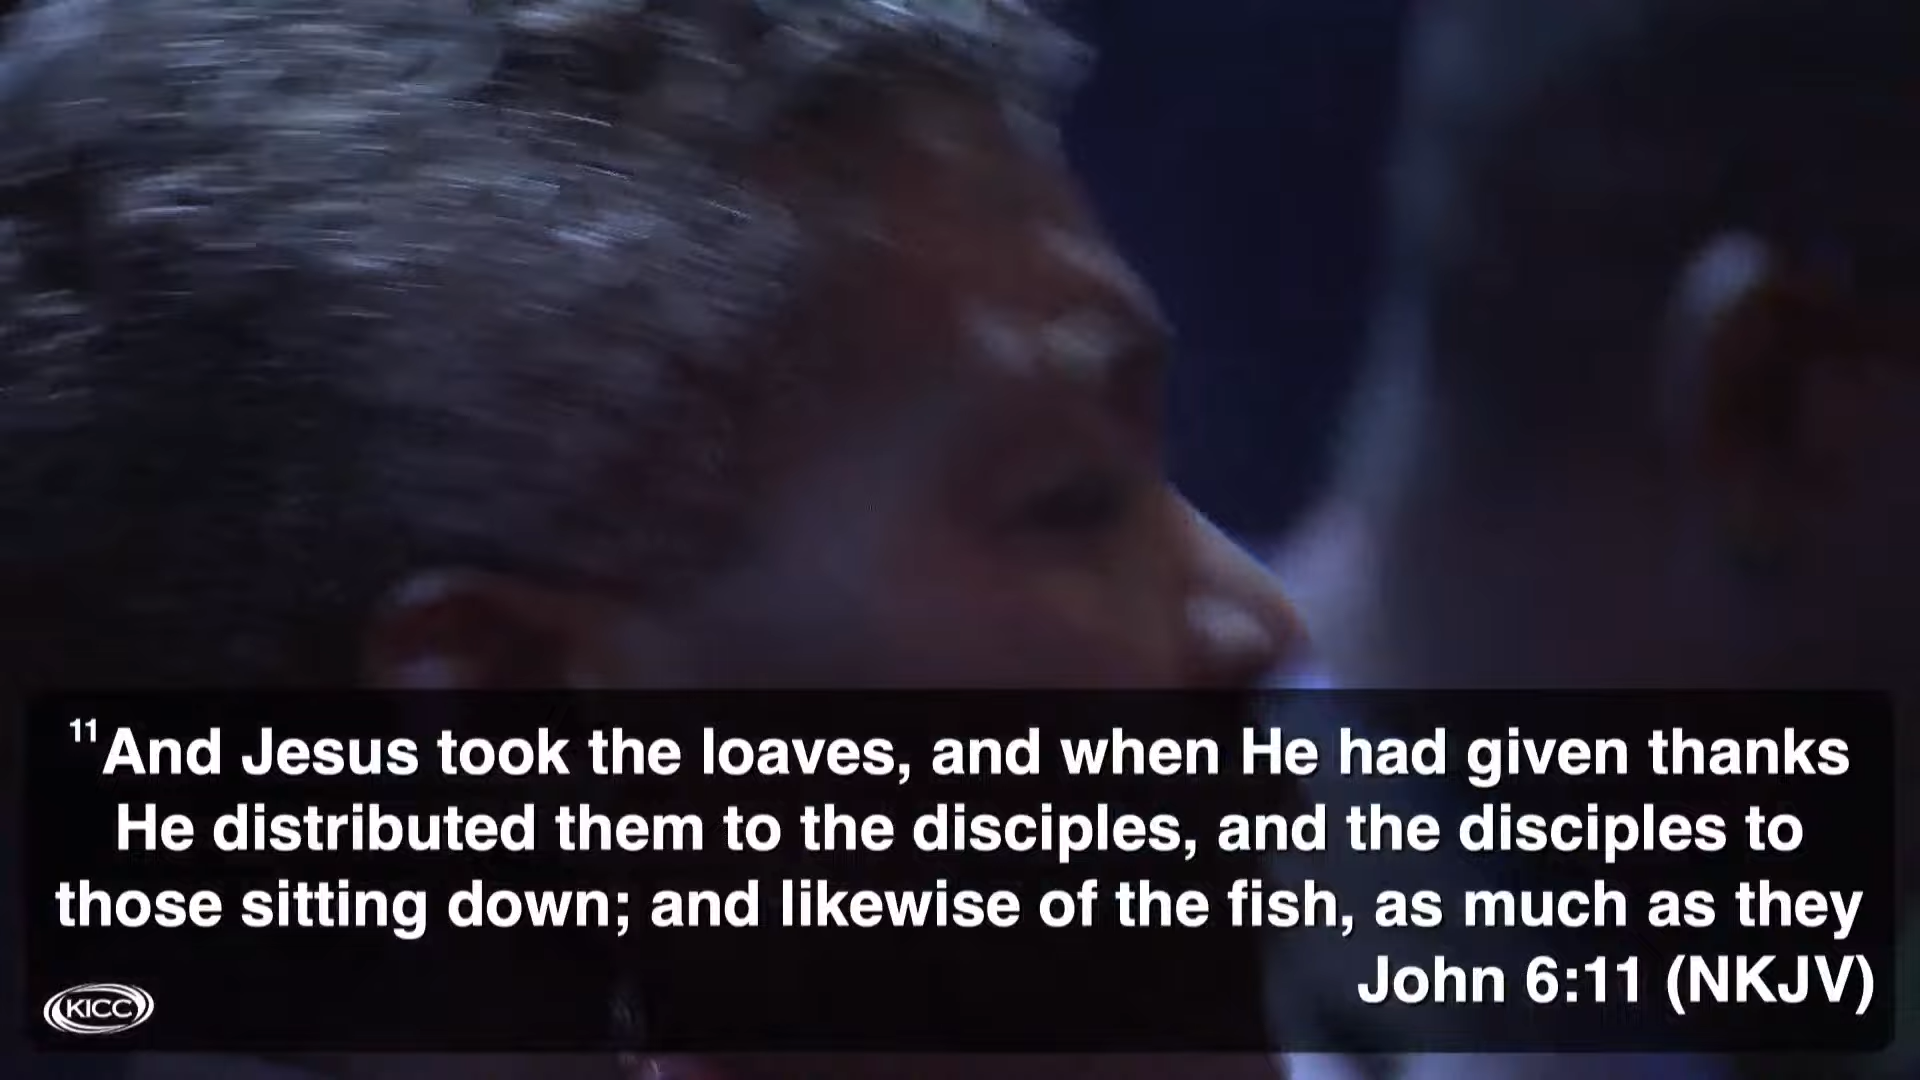 11And Jesus took the loaves, and when He had given thanks
He distributed them to the disciples, and the disciples to
those sitting down; and likewise of the fish, as much as they
John 6:11 (NKJV)
KICC